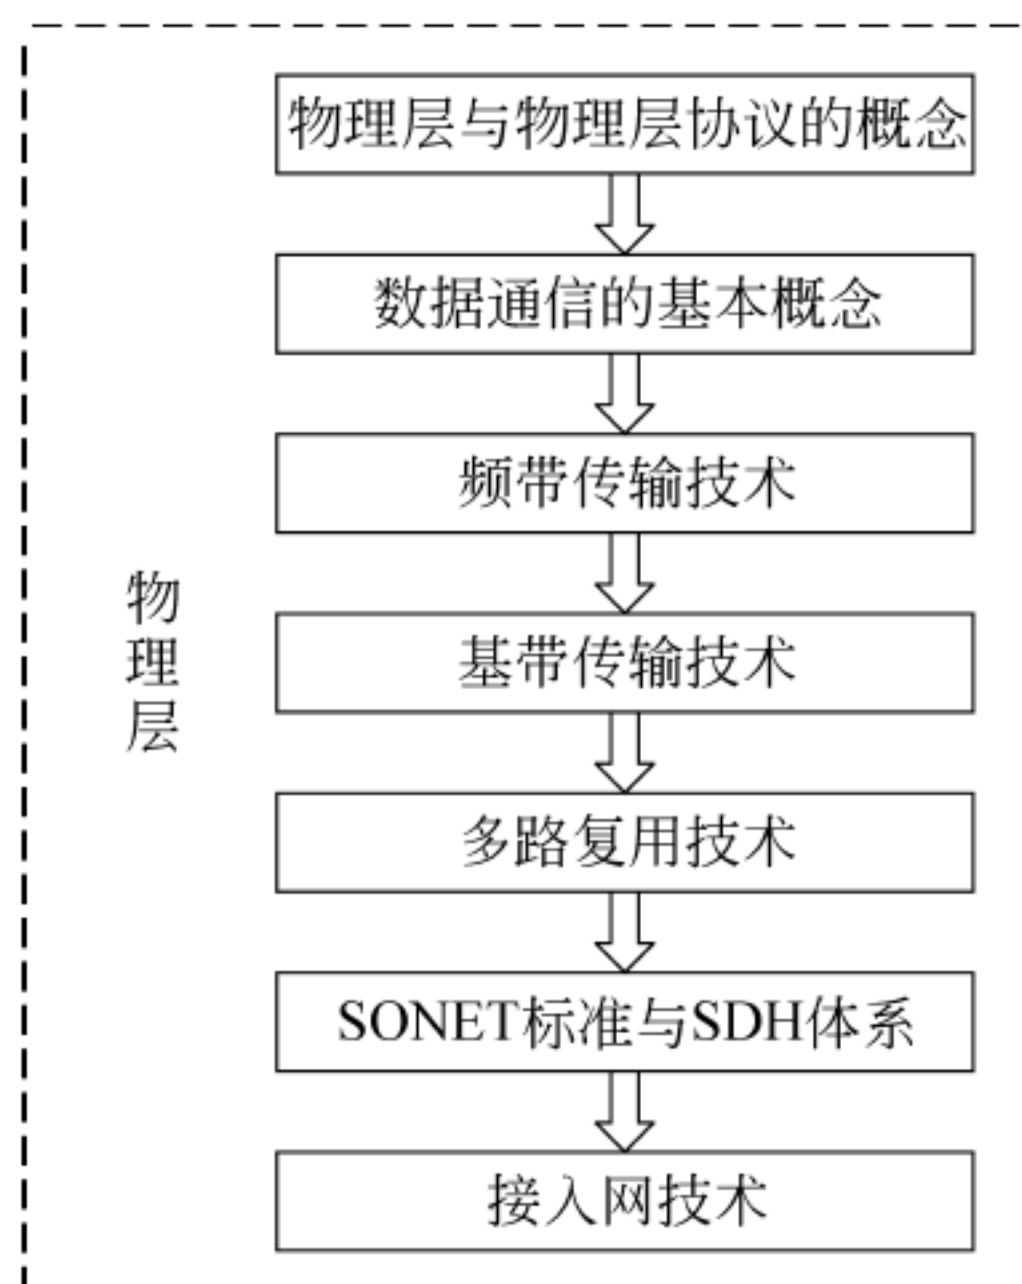 物理层与物理层协议的概念
数据通信的基本概念
频带传输技术
物理层
基带传输技术
多路复用技术
SONET标准与SDH体系
接入网技术